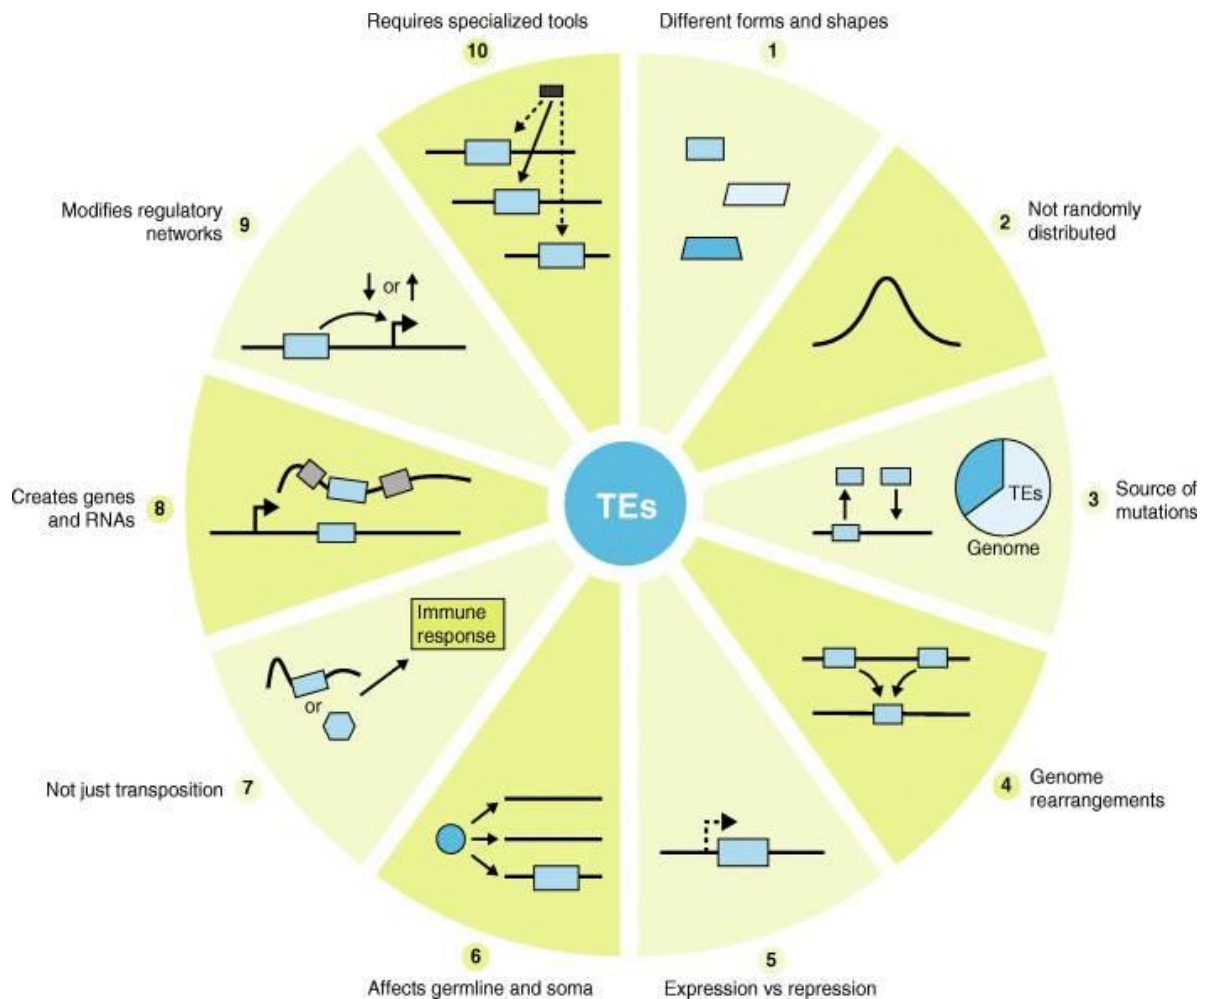 Requires specialized tools
10
Different forms and shapes
1
2
Not randomly
distributed
3
Source of
mutations
TEs
Genome
4
Genome
rearrangements
5
Expression vs repression
6
Affects germline and soma
7
Not just transposition
Immune
response
or
8
Creates genes
and RNAs
9
Modifies regulatory
networks
or
TEs